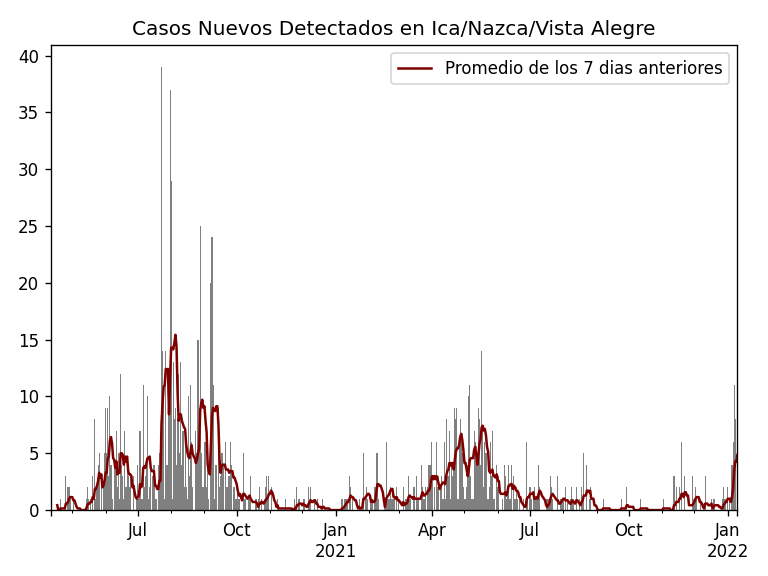 Casos Nuevos Detectados en Ica/Nazca/Vista Alegre
Promedio de los 7 dias anteriores
40
35
30
25
20
15
10
5
0
Jul
Oct
Jan
2021
Apr
Jul
Oct
Jan
2022